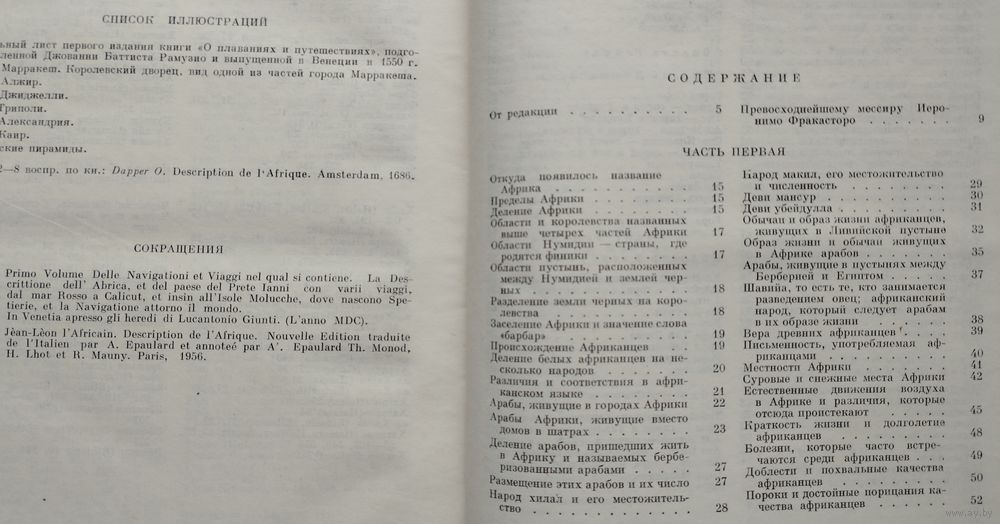 СПИСОК ИЛЛЮСТРАЦИЙ
ьный лист первого издания книги «О плаваниях и путешествиях», подго-
ленной Джованни Баттиста Рамузио и выпущенной в Венеции в 1550 г.
Марракеш. Королевский дворец, вид одной из частей города Марракеша.
Алжир.
Джиджелли.
Триполи.
Александрия.
Каир.
ские пирамиды.
2—8 воспр. по кн.: Dapper O. Description de l'Afrique. Amsterdam, 1686.
СОКРАЩЕНИЯ
Primo Volume Delle Navigationi et Viaggi nel qual si contiene. La Des-
crittione dell' Abrica, et del paese del Prete Ianni con varii viaggi,
dal mar Rosso a Calicut, et insin all'Isole Molucche, dove nascono Spe-
tierie, et la Navigatione attorno il mondo.
In Venetia apresso gli heredi di Lucantonio Giunti. (L'anno MDC).
Jèan-Lèon l'Africain. Description de l'Afrique. Nouvelle Edition traduite
de l'Italien par A. Epaulard et annoteé par A'. Epaulard Th. Monod,
H. Lhot et R. Mauny. Paris, 1956.
СОДЕРЖАНИЕ
От редакции . . . . . . . . . . 5
Превосходнейшему мессиру Иеро-
нимо Фракасторо . . . . . . . 9
ЧАСТЬ ПЕРВАЯ
Откуда появилось название
Африка . . . . . . . . . . 15
Пределы Африки . . . . . . . 15
Деление Африки . . . . . . . 15
Области и королевства названных
выше четырех частей Африки 17
Области Нумидии — страны, где
родятся финики . . . . . . . 17
Области пустынь, расположенных
между Нумидией и землей чер-
ных . . . . . . . . . . . . 18
Разделение земли черных на коро-
левства . . . . . . . . . . 18
Заселение Африки и значение слова
«барбар» . . . . . . . . . . 19
Происхождение Африканцев . . 19
Деление белых африканцев на не-
сколько народов . . . . . . . 20
Различия и соответствия в афри-
канском языке . . . . . . . . 21
Арабы, живущие в городах Африки 22
Арабы Африки, живущие вместо
домов в шатрах . . . . . . . 23
Деление арабов, пришедших жить
в Африку и называемых бербе-
ризованными арабами . . . . . 27
Размещение этих арабов и их число 27
Народ хилал и его местожитель-
ство . . . . . . . . . . . . 28
Народ макил, его местожительство
и численность . . . . . . . . 29
Деви мансур . . . . . . . . . 30
Деви убейдулла . . . . . . . . 31
Обычаи и образ жизни африканцев,
живущих в Ливийской пустыне 32
Образ жизни и обычаи живущих
в Африке арабов . . . . . . . 35
Арабы, живущие в пустынях между
Берберией и Египтом . . . . . 37
Шавийа, то есть те, кто занимается
разведением овец; африканский
народ, который следует арабам
в их образе жизни . . . . . . 38
Вера древних африканцев . . . 39
Письменность, употребляемая аф-
риканцами . . . . . . . . . . 40
Местности Африки . . . . . . . 41
Суровые и снежные места Африки 42
Естественные движения воздуха
в Африке и различия, которые
отсюда проистекают . . . . . 45
Краткость жизни и долголетие
африканцев . . . . . . . . . 48
Болезни, которые часто встре-
чаются среди африканцев . . . 49
Доблести и похвальные качества
африканцев . . . . . . . . . 50
Пороки и достойные порицания ка-
чества африканцев . . . . . . 52
www.ay.by